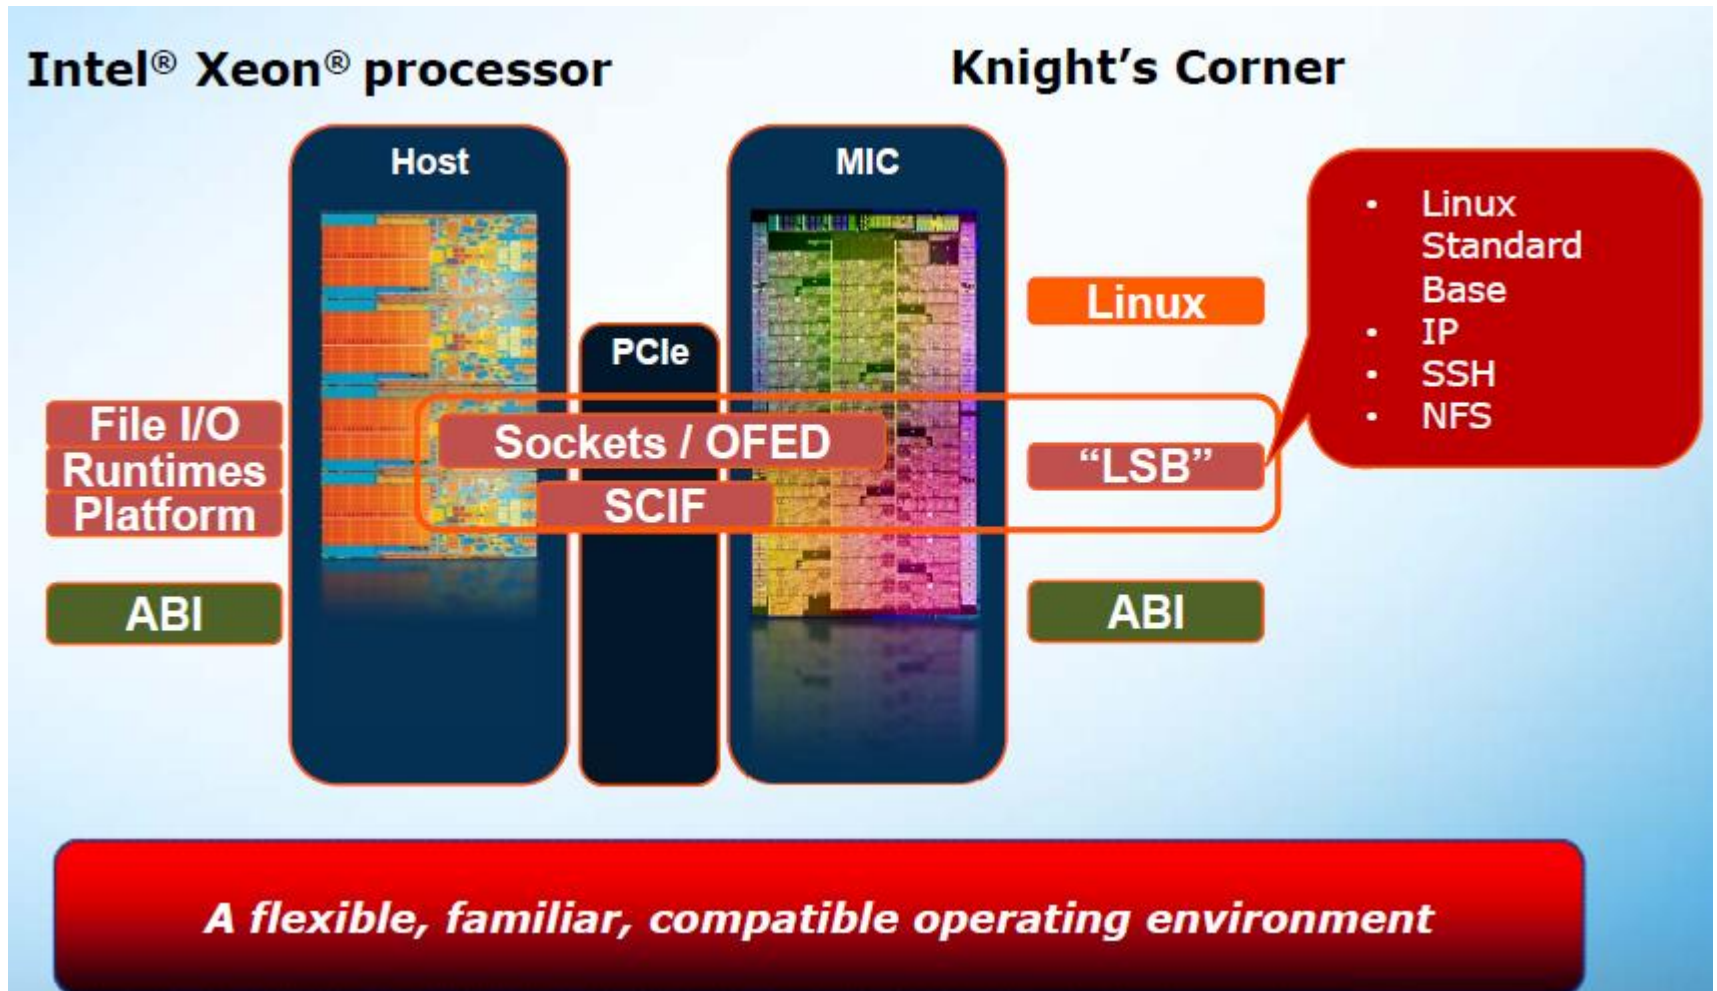 Intel® Xeon® processor
Knight’s Corner
Host
MIC
PCIe
File I/O
Runtimes
Platform
ABI
Sockets / OFED
SCIF
Linux
“LSB”
ABI
• Linux
Standard
Base
• IP
• SSH
• NFS
A flexible, familiar, compatible operating environment